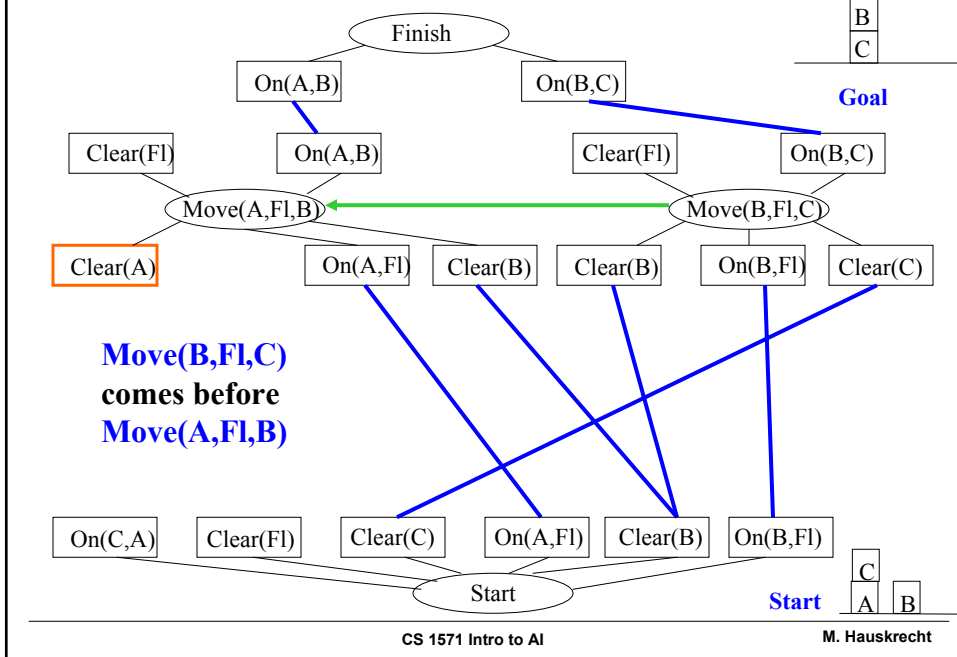 B
Finish
C
On(A,B) On(B,C)
Goal
Clear(Fl) On(A,B) Clear(Fl) On(B,C)
Move(A,Fl,B) Move(B,Fl,C)
Clear(A) On(A,Fl) Clear(B) Clear(B) On(B,Fl) Clear(C)
Move(B,Fl,C)
comes before
Move(A,Fl,B)
On(C,A) Clear(Fl) Clear(C) On(A,Fl) Clear(B) On(B,Fl)
C
Start Start A B
CS 1571 Intro to AI M. Hauskrecht